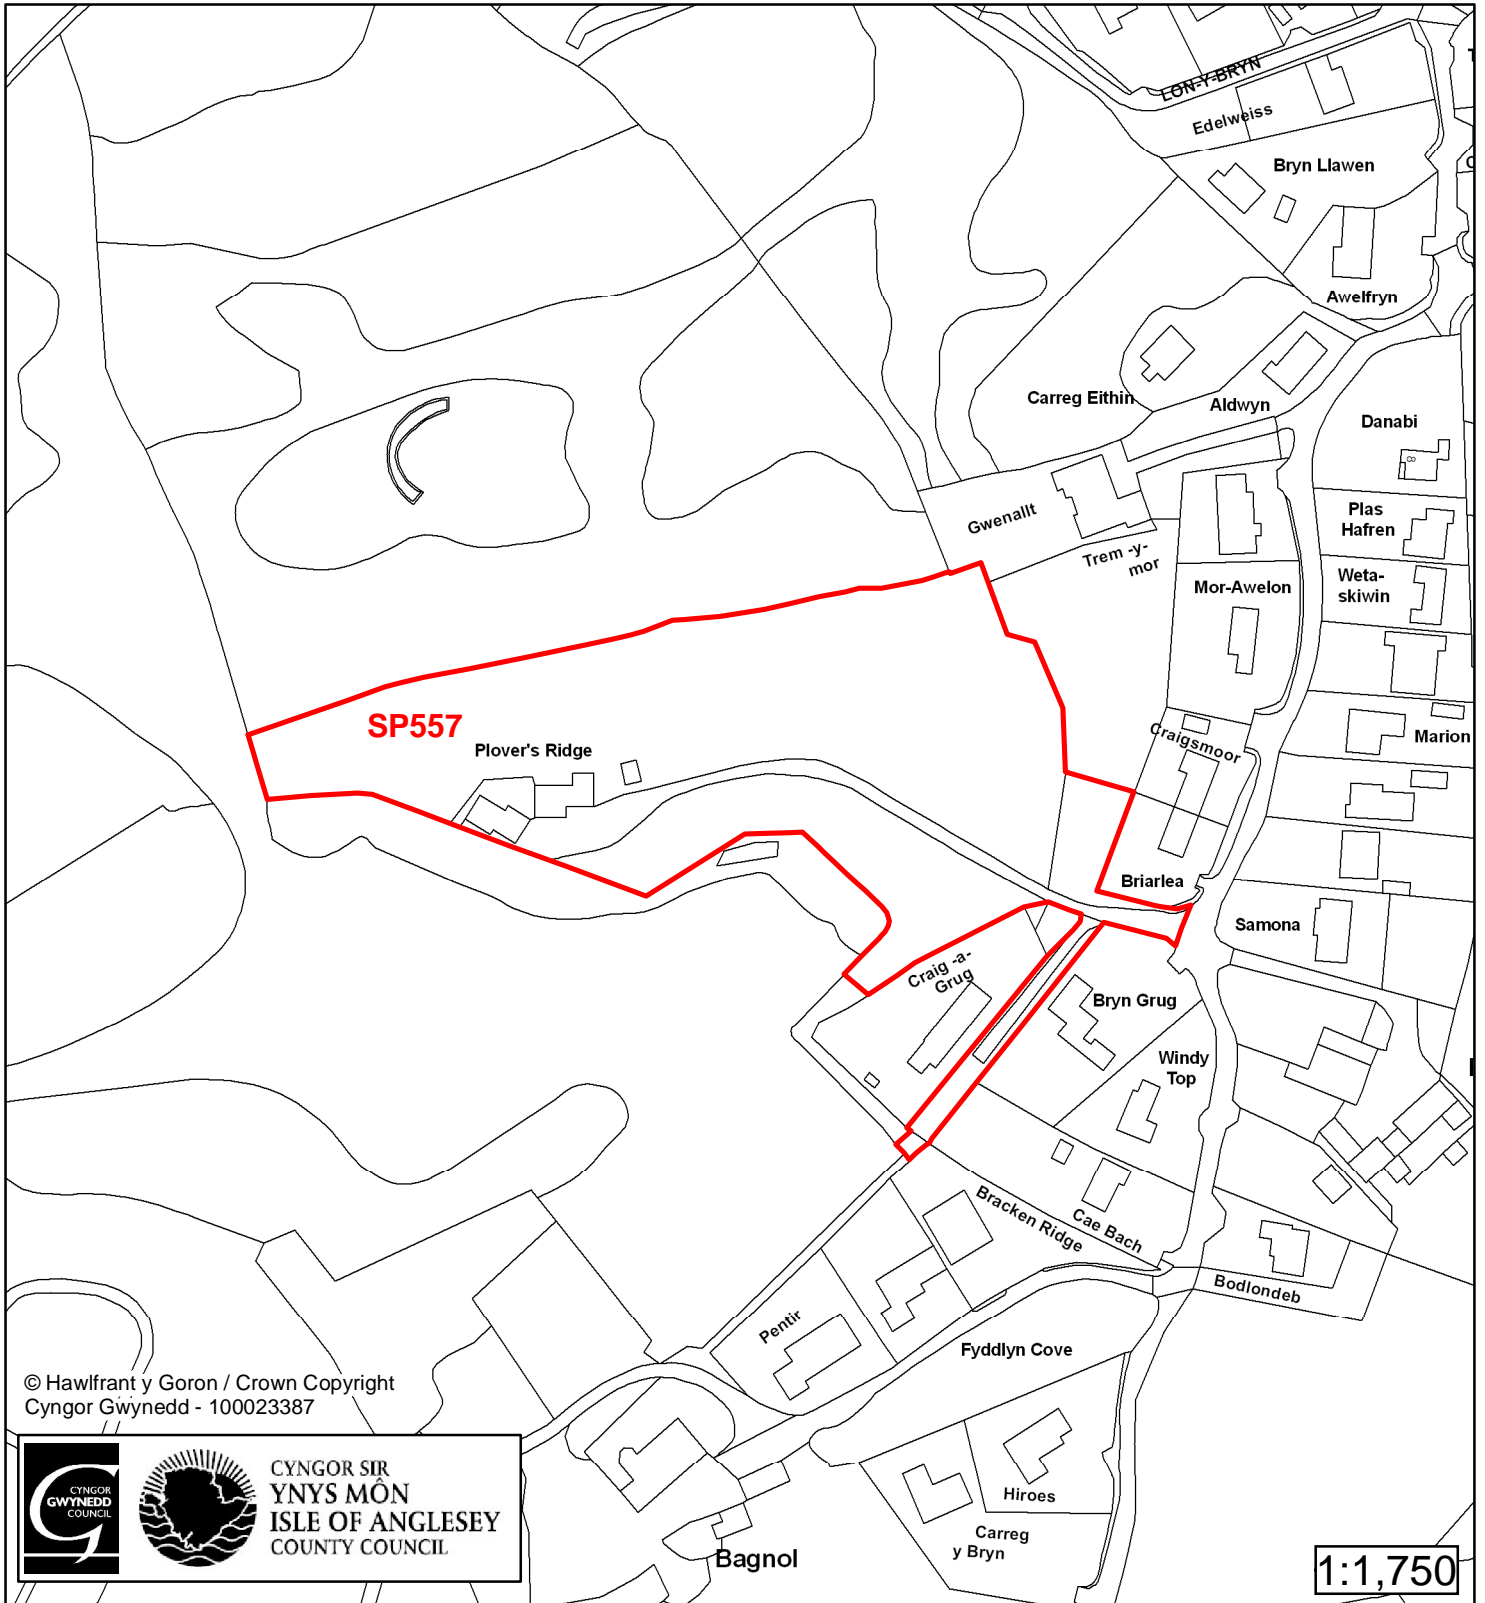 LON-Y-BRYN
Edelweiss
Bryn Llawen
Awelfryn
Carreg Eithin
Aldwyn
Danabi
8
Gwenallt
Plas
Hafren
Trem -y-
mor
Mor-Awelon
Weta-
skiwin
SP557
Plover's Ridge
Craigsmoor
Marion
Briarlea
Samona
Craig -a-
Grug
Bryn Grug
Windy
Top
Bracken Ridge
Cae Bach
Bodlondeb
Pentir
Fyddlyn Cove
© Hawlfrant y Goron / Crown Copyright
Cyngor Gwynedd - 100023387
CYNGOR
GWYNEDD
COUNCIL
CYNGOR SIR
YNYS MÔN
ISLE OF ANGLESEY
COUNTY COUNCIL
Hiroes
Carreg
y Bryn
Bagnol
1:1,750